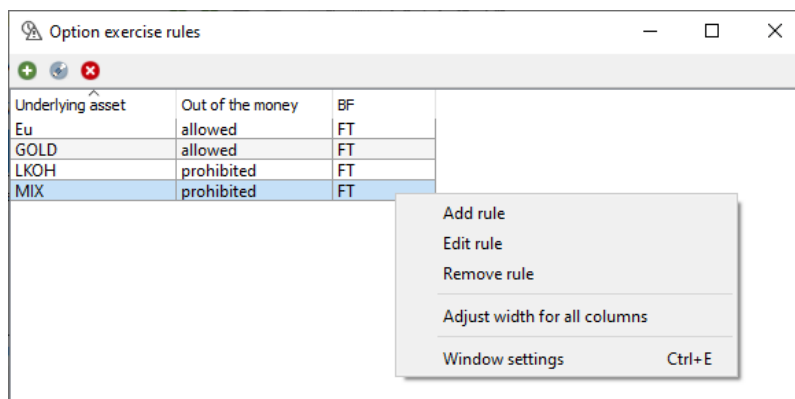 Option exercise rules
Underlying asset Out of the money BF
Eu allowed FT
GOLD allowed FT
LKOH prohibited FT
MIX prohibited FT
Add rule
Edit rule
Remove rule
Adjust width for all columns
Window settings Ctrl+E